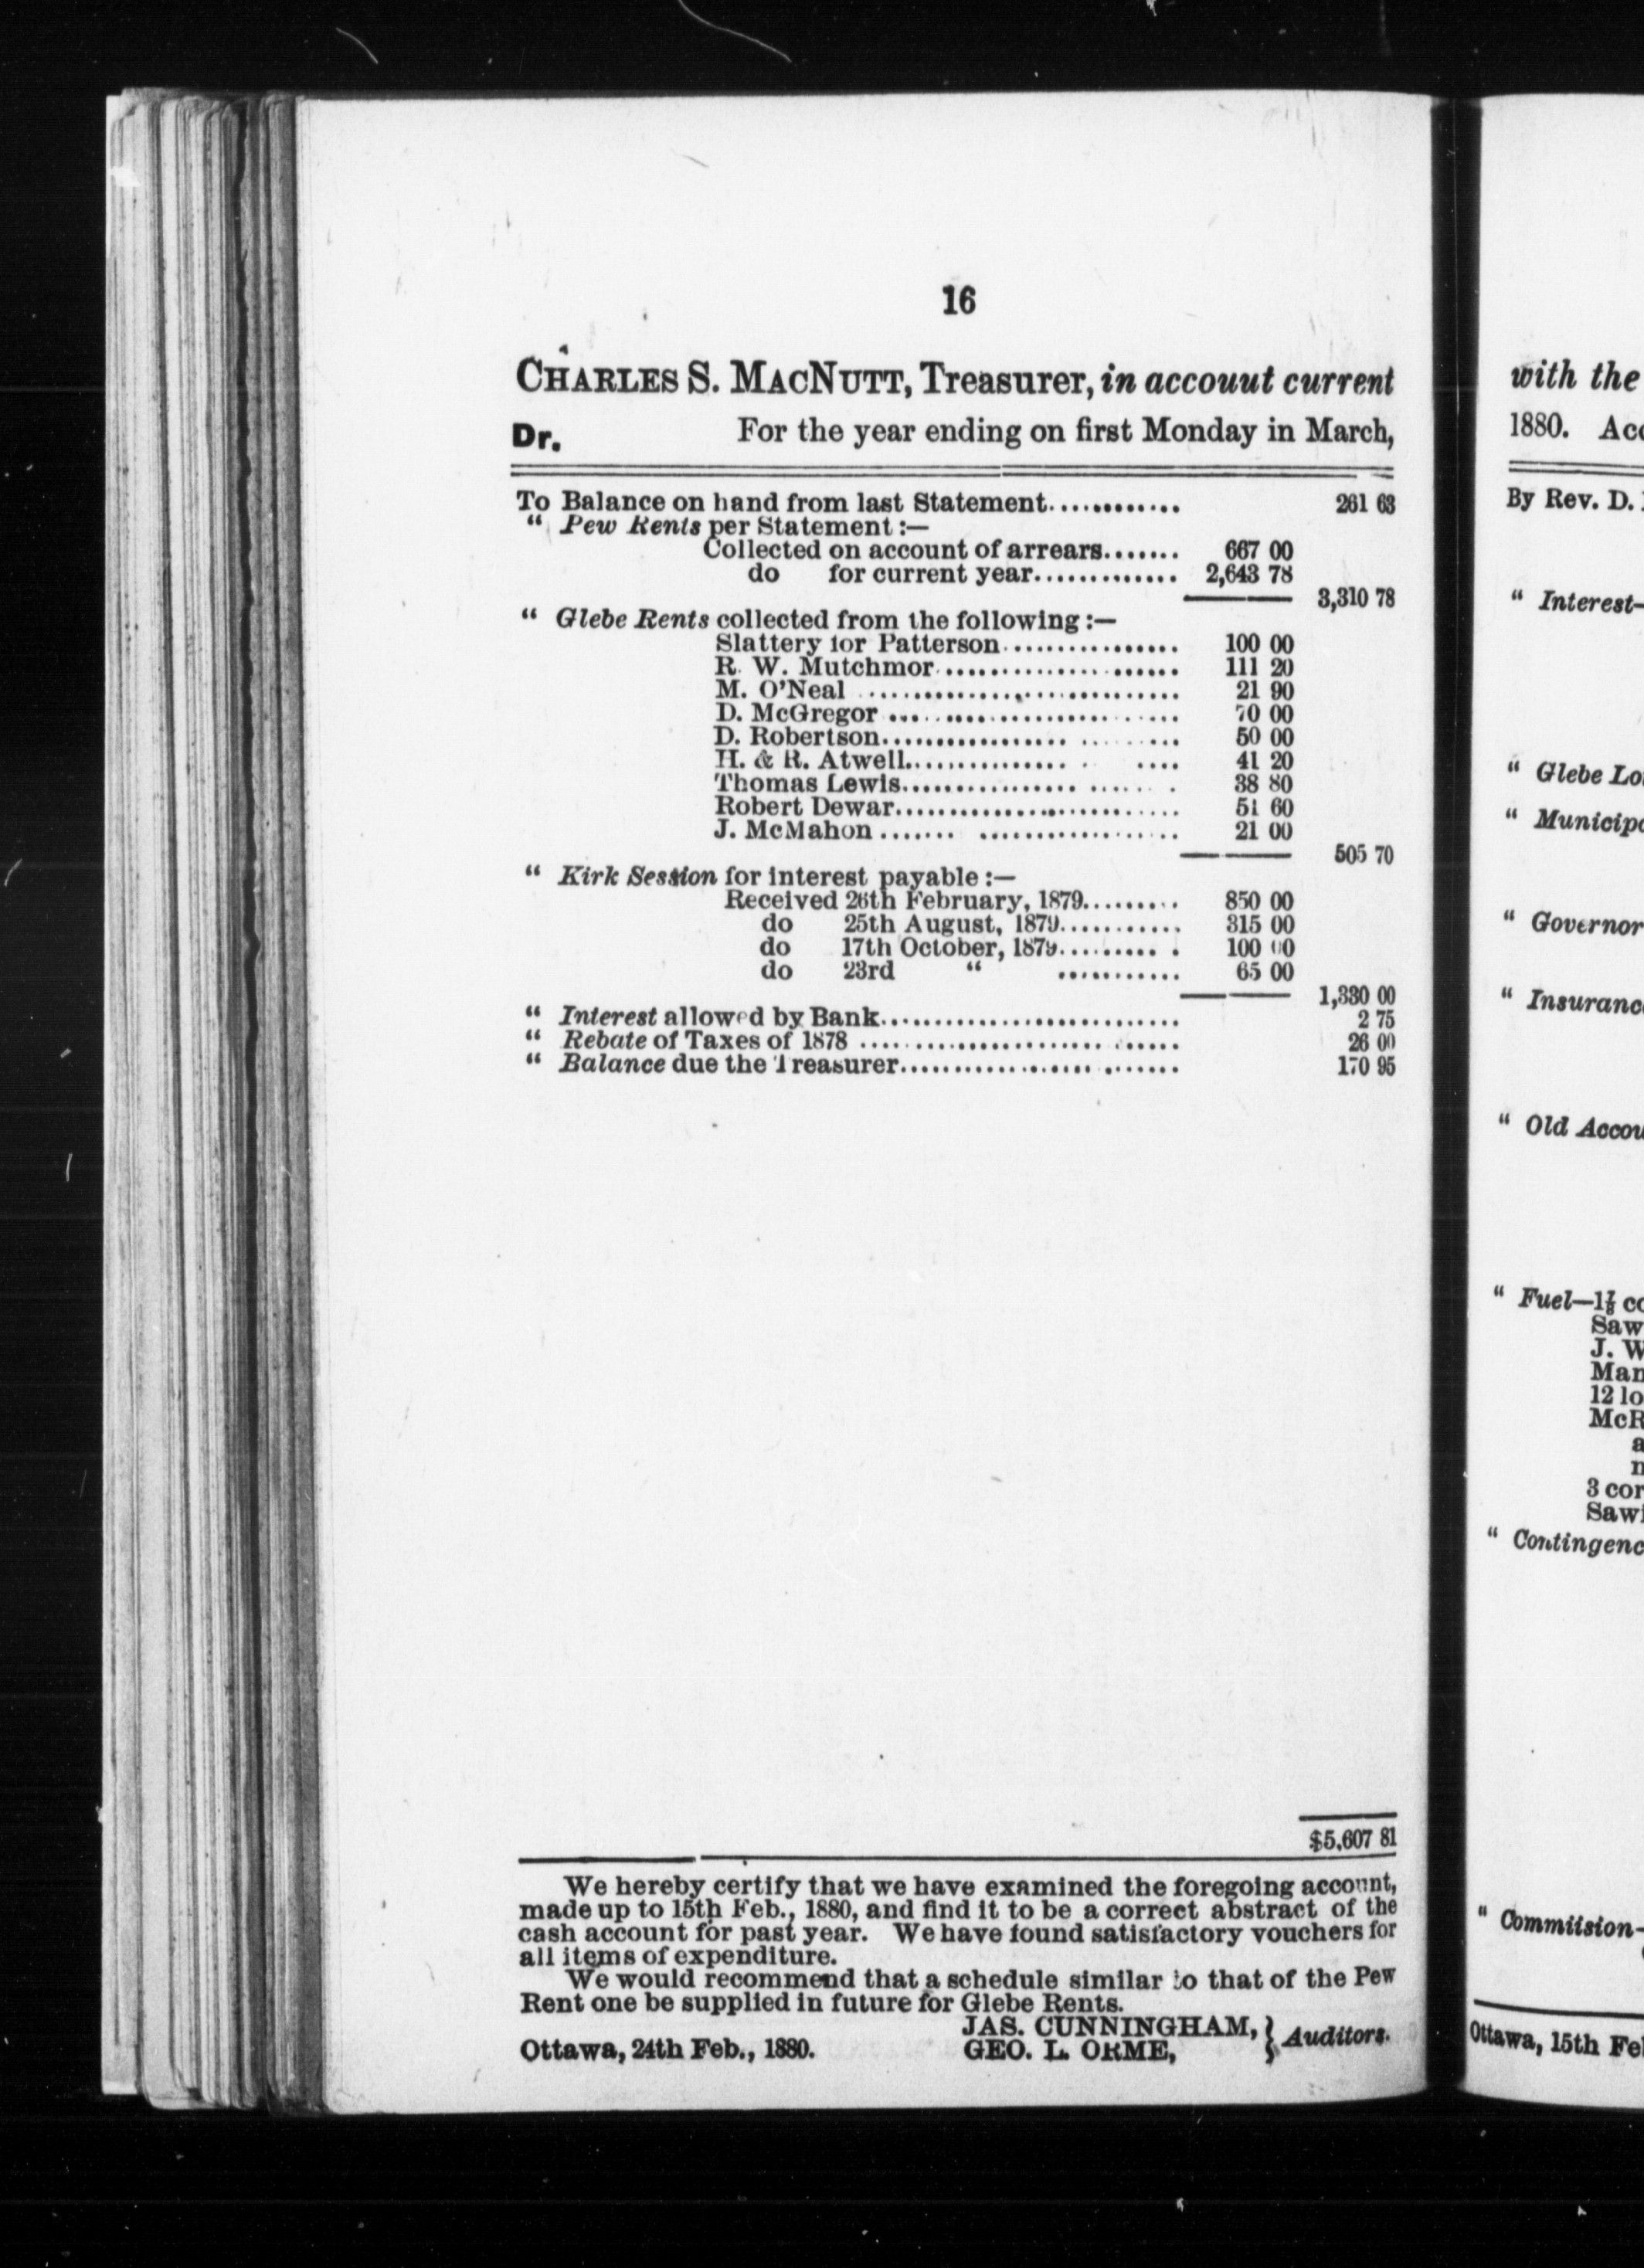 16
CHARLES S. MACNUTT, Treasurer, in accouut current
Dr. For the year ending on first Monday in March,
To Balance on hand from last Statement............ 261 63
“ Pew Rents per Statement :—
Collected on account of arrears....... 667 00
do for current year............. 2,643 78
3,310 78
“ Glebe Rents collected from the following :—
Slattery for Patterson................ 100 00
R. W. Mutchmor...................... 111 20
M. O'Neal ............................. 21 90
D. McGregor .......................... 70 00
D. Robertson.......................... 50 00
H. & R. Atwell........................ 41 20
Thomas Lewis........................ 38 80
Robert Dewar......................... 51 60
J. McMahon .......................... 21 00
505 70
“ Kirk Session for interest payable :—
Received 26th February, 1879......... 850 00
do 25th August, 1879........... 315 00
do 17th October, 1879.......... 100 00
do 23rd “ ........... 65 00
1,330 00
“ Interest allowed by Bank........................... 2 75
“ Rebate of Taxes of 1878 ............................ 26 00
“ Balance due the Treasurer......................... 170 95
$5,607 81
We hereby certify that we have examined the foregoing account,
made up to 15th Feb., 1880, and find it to be a correct abstract of the
cash account for past year. We have found satisfactory vouchers for
all items of expenditure.
We would recommend that a schedule similar to that of the Pew
Rent one be supplied in future for Glebe Rents.
JAS. CUNNINGHAM, } Auditors.
Ottawa, 24th Feb., 1880. GEO. L. ORME,
with the
1880. Acc
By Rev. D.
“ Interest—
“ Glebe Lo
“ Municipa
“ Governor
“ Insuranc
“ Old Accou
“ Fuel—1⅞ co
Saw
J. W
Man
12 lo
McR
a
n
3 cor
Sawi
“ Contingenc
“ Commiision—
Ottawa, 15th Fe